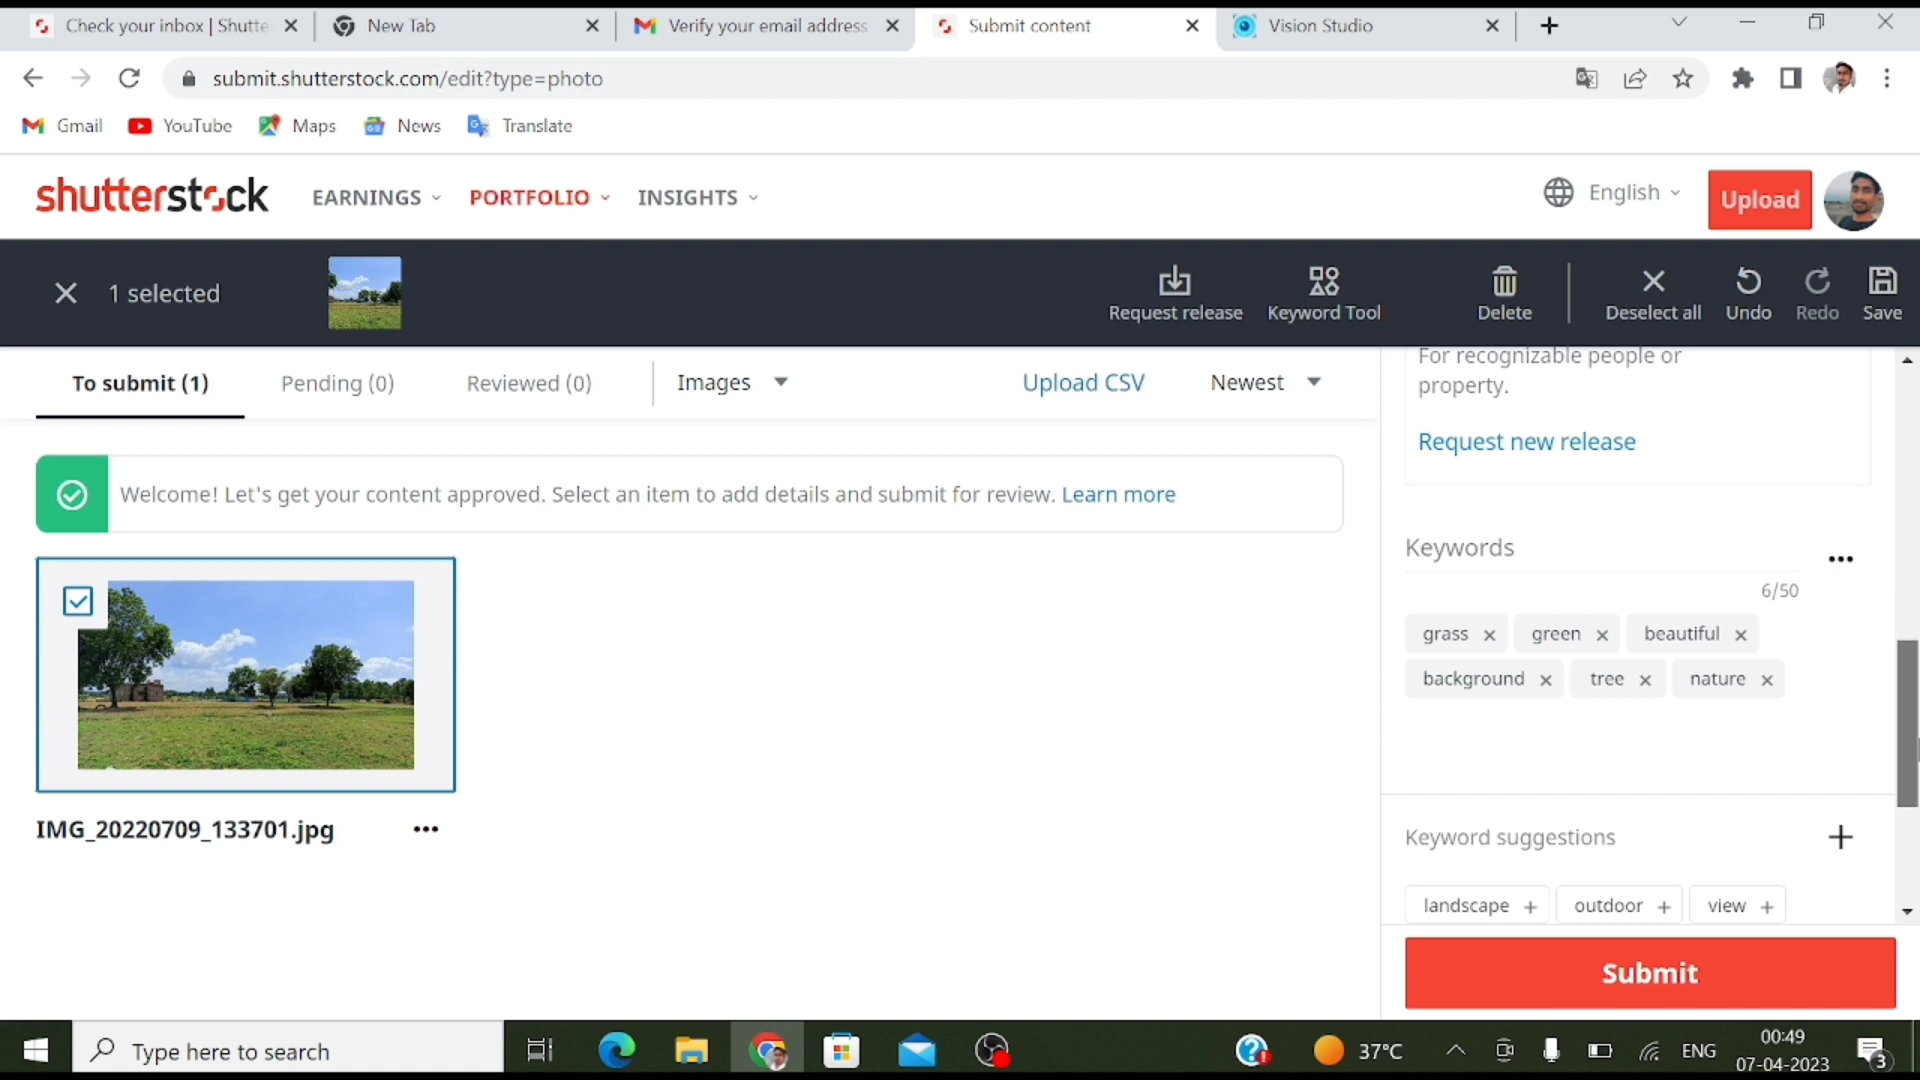 Check your inbox | Shutte
New Tab
Verify your email address
Submit content
Vision Studio
submit.shutterstock.com/edit?type=photo
Gmail
YouTube
Maps
News
Translate
shutterstock
EARNINGS
PORTFOLIO
INSIGHTS
English
Upload
1 selected
Request release
Keyword Tool
Delete
Deselect all
Undo
Redo
Save
To submit (1)
Pending (0)
Reviewed (0)
Images
Upload CSV
Newest
For recognizable people or
property.
Request new release
Welcome! Let's get your content approved. Select an item to add details and submit for review. Learn more
Keywords
6/50
grass
green
beautiful
background
tree
nature
IMG_20220709_133701.jpg
Keyword suggestions
landscape
outdoor
view
Submit
Type here to search
37°C
ENG
00:49
07-04-2023
3